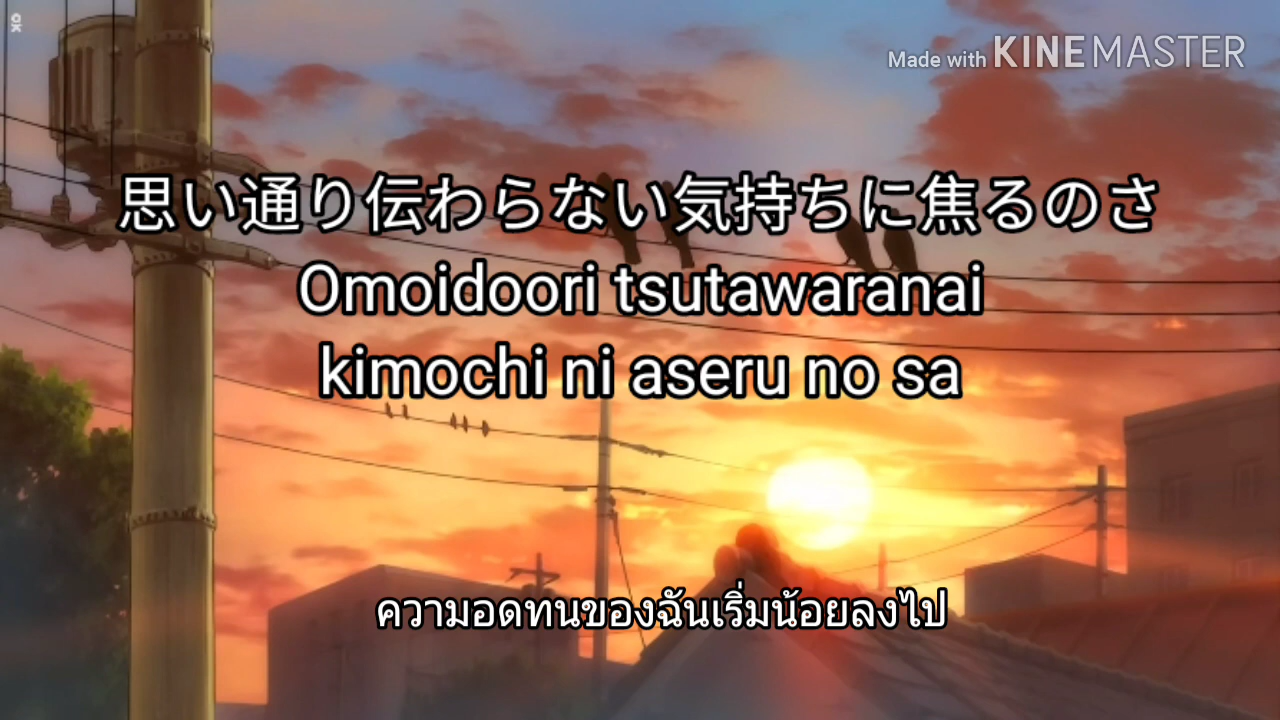 Made with KINEMASTER
思い通り伝わらない気持ちに焦るのさ
Omoidoori tsutawaranai
kimochi ni aseru no sa
ความอดทนของฉันเริ่มน้อยลงไป